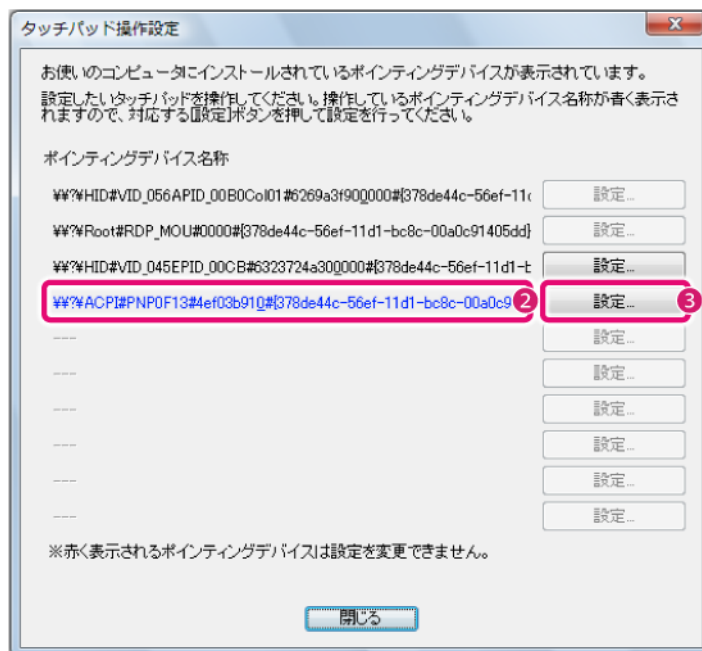 タッチパッド操作設定
お使いのコンピュータにインストールされているポインティングデバイスが表示されています。
設定したいタッチパッドを操作してください。操作しているポインティングデバイス名称が青く表示さ
れますので、対応する[設定]ボタンを押して設定を行ってください。
ポインティングデバイス名称
¥¥?¥HID#VID_056APID_00B0Col01#6269a3f900000#{378de44c-56ef-11c 設定...
¥¥?¥Root#RDP_MOU#0000#{378de44c-56ef-11d1-bc8c-00a0c91405dd} 設定...
¥¥?¥HID#VID_045EPID_00CB#6323724a300000#{378de44c-56ef-11d1-b 設定...
¥¥?¥ACPI#PNP0F13#4ef03b910#{378de44c-56ef-11d1-bc8c-00a0c9 2 設定... 3
--- 設定...
--- 設定...
--- 設定...
--- 設定...
--- 設定...
--- 設定...
※赤く表示されるポインティングデバイスは設定を変更できません。
閉じる